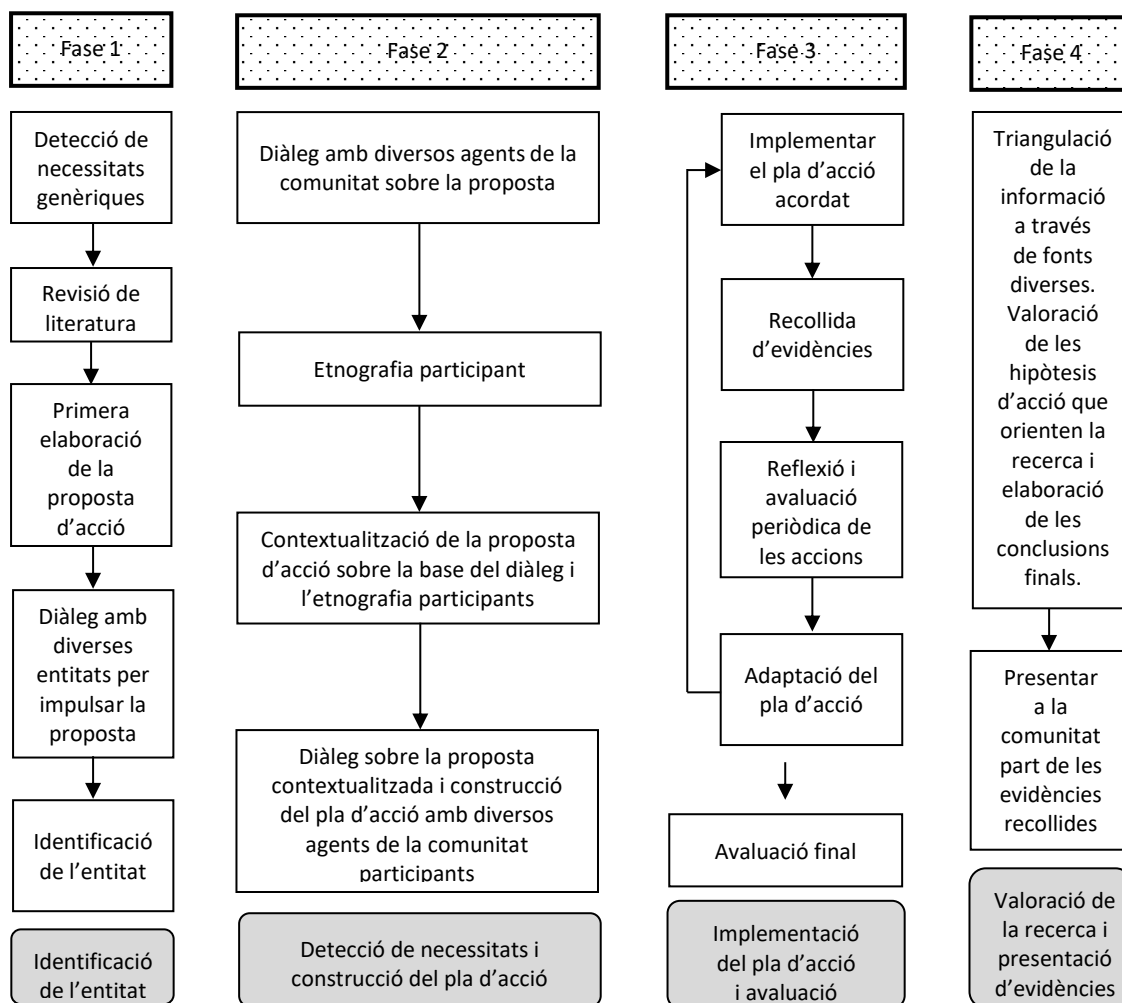 Fase 1
Detecció de
necessitats
genèriques
Revisió de
literatura
Primera
elaboració
de la
proposta
d’acció
Diàleg amb
diverses
entitats per
impulsar la
proposta
Identificació
de l’entitat
Identificació
de l’entitat
Fase 2
Diàleg amb diversos agents de la
comunitat sobre la proposta
Etnografia participant
Contextualització de la proposta
d’acció sobre la base del diàleg i
l’etnografia participants
Diàleg sobre la proposta
contextualitzada i construcció
del pla d’acció amb diversos
agents de la comunitat
participants
Detecció de necessitats i
construcció del pla d’acció
Fase 3
Implementar
el pla d’acció
acordat
Recollida
d’evidències
Reflexió i
avaluació
periòdica de
les accions
Adaptació del
pla d’acció
Avaluació final
Implementació
del pla d’acció
i avaluació
Fase 4
Triangulació
de la
informació
a través
de fonts
diverses.
Valoració
de les
hipòtesis
d’acció que
orienten la
recerca i
elaboració
de les
conclusions
finals.
Presentar
a la
comunitat
part de les
evidències
recollides
Valoració de
la recerca i
presentació
d’evidències